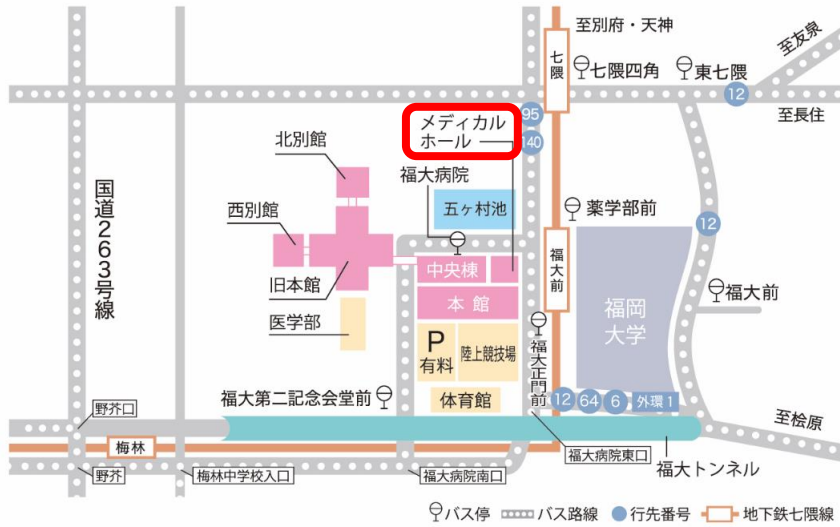 至別府・天神
七隈
七隈四角
東七隈
至友泉
12
至長住
95
メディカル
ホール
140
北別館
福大病院
国道263号線
西別館
五ヶ村池
薬学部前
12
中央棟
福大前
旧本館
本館
福岡
大学
福大前
医学部
P
有料
陸上競技場
福大正門前
福大第二記念会堂前
体育館
12
64
6
外環1
野芥口
至桧原
梅林
福大病院東口
福大トンネル
野芥
梅林中学校入口
福大病院南口
バス停
バス路線
行先番号
地下鉄七隈線